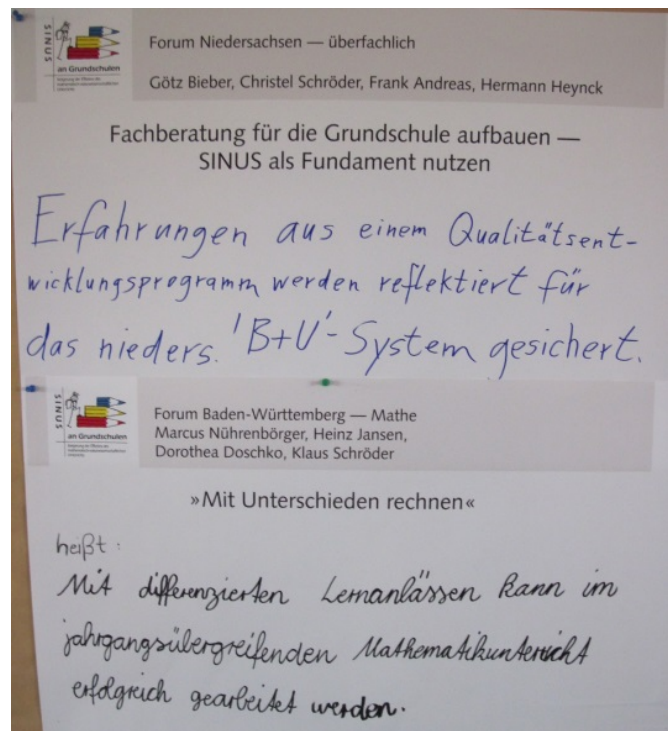 SINUS
an Grundschulen
Forum Niedersachsen — überfachlich
Götz Bieber, Christel Schröder, Frank Andreas, Hermann Heynck
Fachberatung für die Grundschule aufbauen —
SINUS als Fundament nutzen
Erfahrungen aus einem Qualitätsent-
wicklungsprogramm werden reflektiert für
das nieders. 'B+U'-System gesichert.
SINUS
an Grundschulen
Forum Baden-Württemberg — Mathe
Marcus Nührenbörger, Heinz Jansen,
Dorothea Doschko, Klaus Schröder
»Mit Unterschieden rechnen«
heißt:
Mit differenzierten Lernanlässen kann im
jahrgangsübergreifenden Mathematikunterricht
erfolgreich gearbeitet werden.